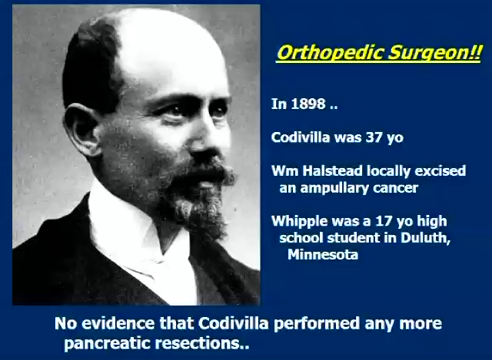 Orthopedic Surgeon!!
In 1898 ..
Codivilla was 37 yo
Wm Halstead locally excised
an ampullary cancer
Whipple was a 17 yo high
school student in Duluth,
Minnesota
No evidence that Codivilla performed any more
pancreatic resections..